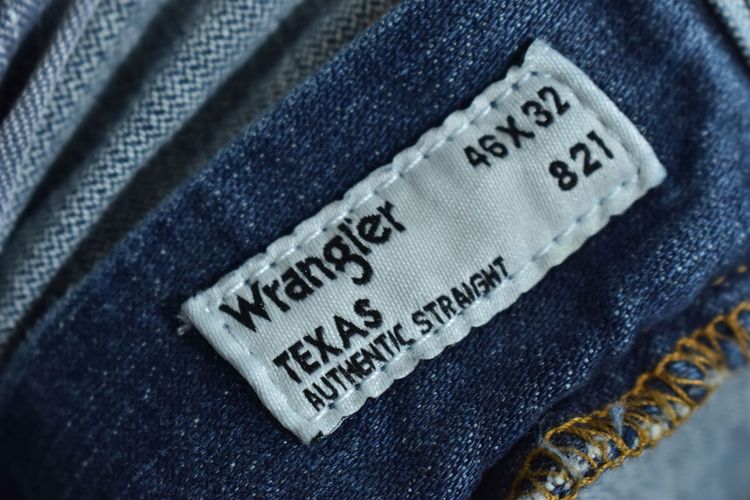 Wrangler
46X32
TEXAS
821
AUTHENTIC STRAIGHT